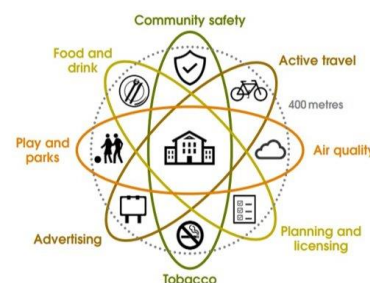 Community safety
Food and
drink
Active travel
400 metres
Play and
parks
Air quality
Advertising
Planning and
licensing
Tobacco